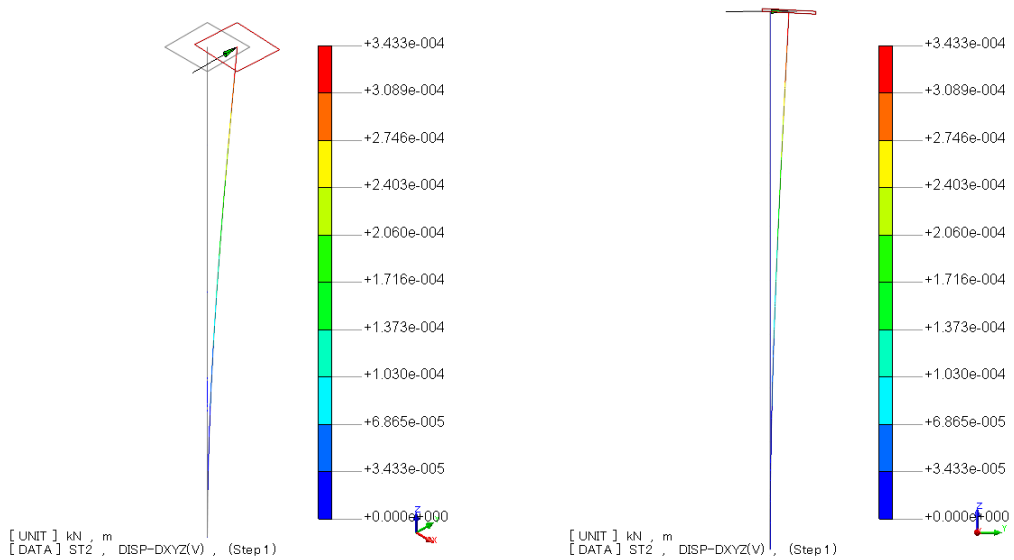 +3.433e-004
+3.089e-004
+2.746e-004
+2.403e-004
+2.060e-004
+1.716e-004
+1.373e-004
+1.030e-004
+6.865e-005
+3.433e-005
+0.000e+000
Z
X
[ UNIT ] kN , m
[ DATA ] ST2 , DISP-DXYZ(V) , (Step1)
+3.433e-004
+3.089e-004
+2.746e-004
+2.403e-004
+2.060e-004
+1.716e-004
+1.373e-004
+1.030e-004
+6.865e-005
+3.433e-005
+0.000e+000
Z
Y
[ UNIT ] kN , m
[ DATA ] ST2 , DISP-DXYZ(V) , (Step1)